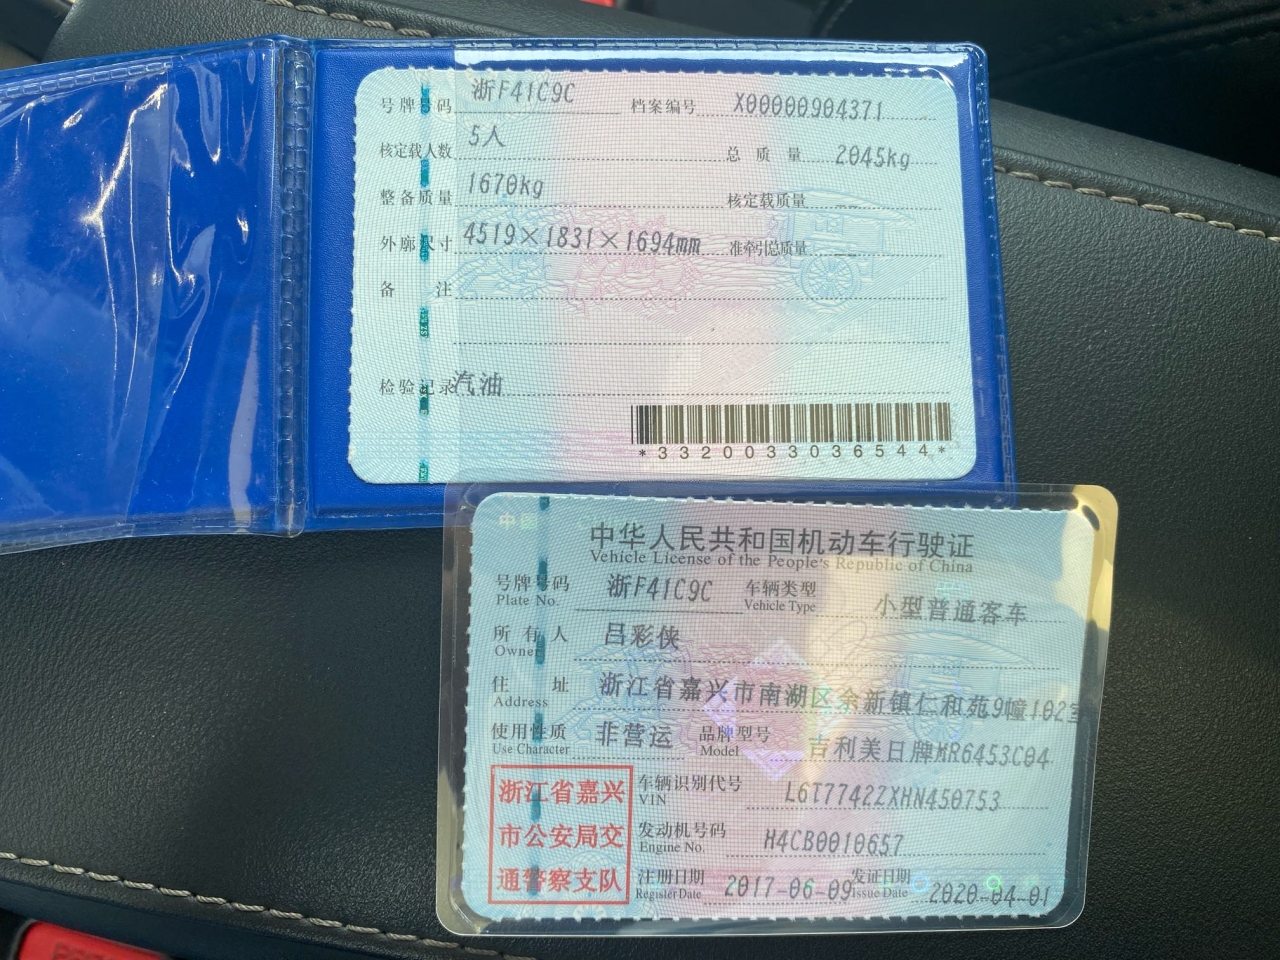 号牌号码 浙F41C9C 档案编号 X00000904371
核定载人数 5人 总质量 2045kg
整备质量 1670kg 核定载质量 --
外廓尺寸 4519×1831×1694mm 准牵引总质量 --
备注
检验记录 汽油
*3320033036544*
中国
中华人民共和国机动车行驶证
Vehicle License of the People's Republic of China
号牌号码 浙F41C9C 车辆类型 小型普通客车
Plate No. Vehicle Type
所有人 吕彩侠
Owner
住址 浙江省嘉兴市南湖区余新镇仁和苑9幢102室
Address
使用性质 非营运 品牌型号 吉利美日牌MR6453C04
Use Character Model
浙江省嘉兴 车辆识别代号 L6T7742ZXHN450753
VIN
市公安局交 发动机号码 H4CB0010657
Engine No.
通警察支队 注册日期 2017-06-09 发证日期 2020-04-01
Register Date Issue Date